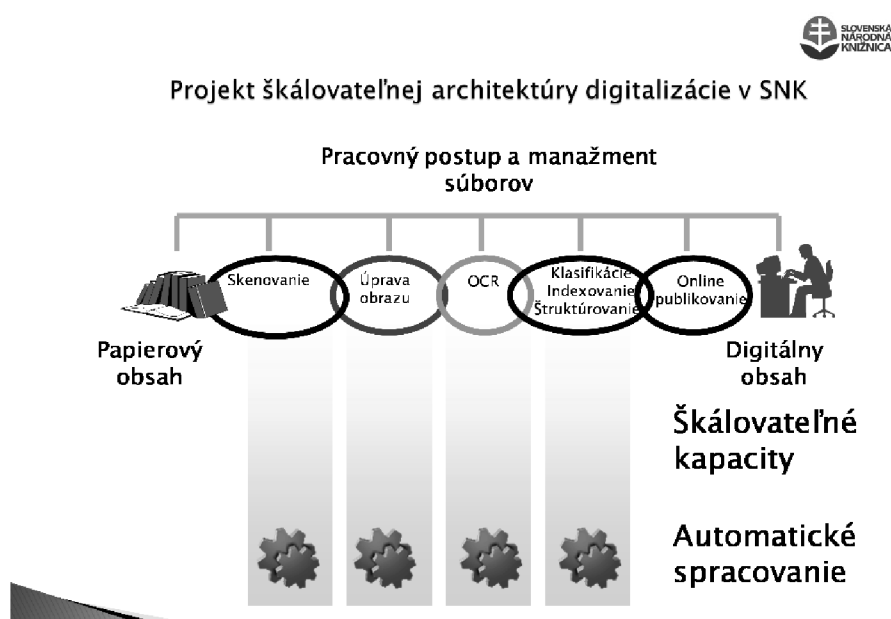 SLOVENSKÁ
NÁRODNÁ
KNIŽNICA
Projekt škálovateľnej architektúry digitalizácie v SNK
Pracovný postup a manažment
súborov
Skenovanie
Úprava
obrazu
OCR
Klasifikácie
Indexovanie
Štruktúrovanie
Online
publikovanie
Papierový
obsah
Digitálny
obsah
Škálovateľné
kapacity
Automatické
spracovanie